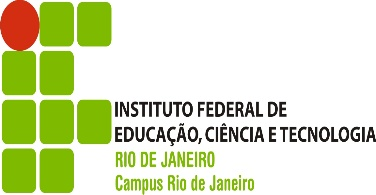 INSTITUTO FEDERAL DE
EDUCAÇÃO, CIÊNCIA E TECNOLOGIA
RIO DE JANEIRO
Campus Rio de Janeiro